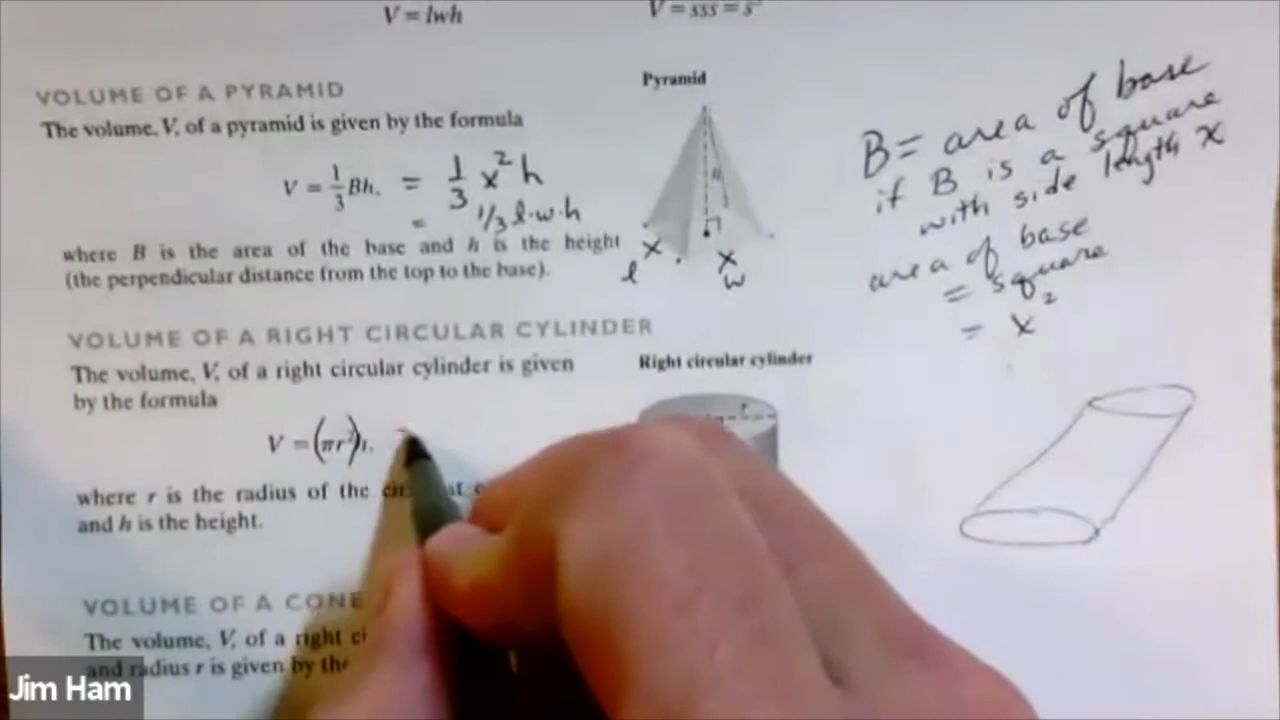 V = lwh
V = sss = s³
VOLUME OF A PYRAMID
The volume, V, of a pyramid is given by the formula
V = 1/3 Bh, = 1/3 x² h
= 1/3 l·w·h
where B is the area of the base and h is the height
(the perpendicular distance from the top to the base).
Pyramid
x
l
x
w
B = area of base
if B is a square
with side length x
area of base
= square
= x²
VOLUME OF A RIGHT CIRCULAR CYLINDER
The volume, V, of a right circular cylinder is given
by the formula
V = (πr²)
where r is the radius of the
and h is the height.
Right circular cylinder
r
VOLUME OF A CONE
The volume, V, of a right
and radius r is given by the
Jim Ham